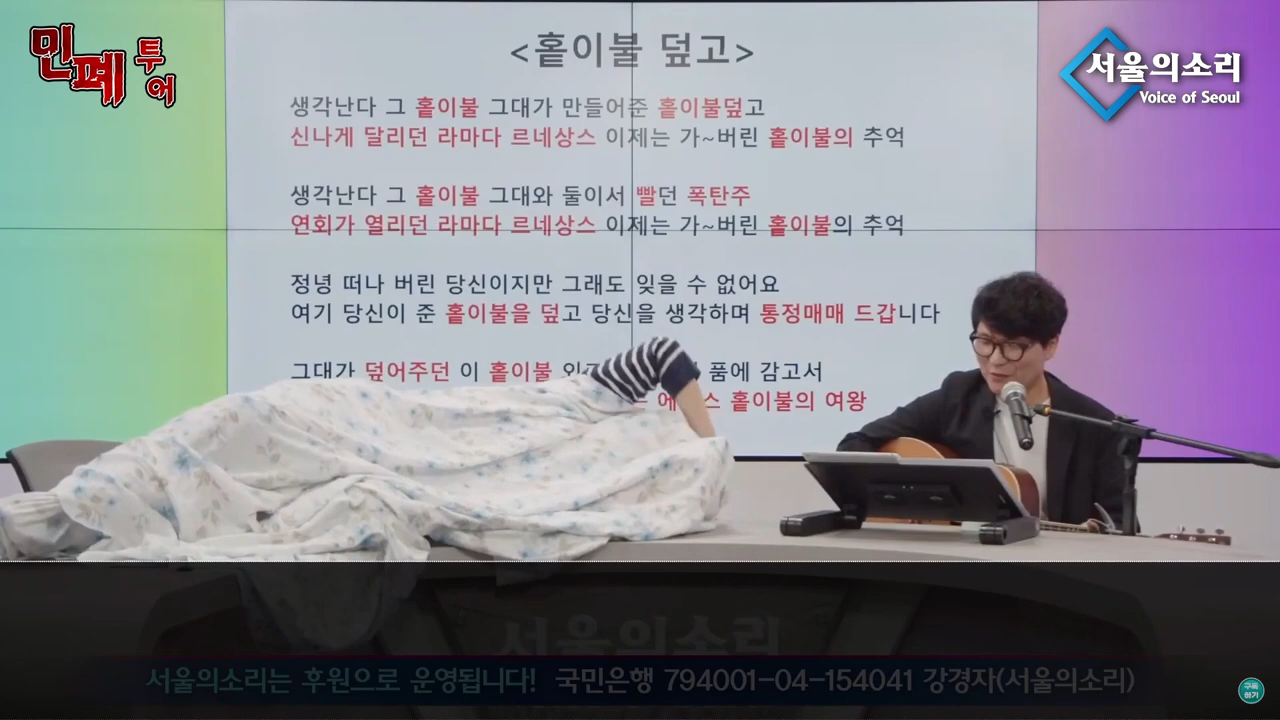 민폐 투어
<홑이불 덮고>
서울의소리
Voice of Seoul
생각난다 그 홑이불 그대가 만들어준 홑이불덮고
신나게 달리던 라마다 르네상스 이제는 가~버린 홑이불의 추억
생각난다 그 홑이불 그대와 둘이서 빨던 폭탄주
연회가 열리던 라마다 르네상스 이제는 가~버린 홑이불의 추억
정녕 떠나 버린 당신이지만 그래도 잊을 수 없어요
여기 당신이 준 홑이불을 덮고 당신을 생각하며 통정매매 드갑니다
그대가 덮어주던 이 홑이불 품에 감고서
홑이불의 여왕
서울의소리
서울의소리는 후원으로 운영됩니다! 국민은행 794001-04-154041 강경자(서울의소리)
구독
하기